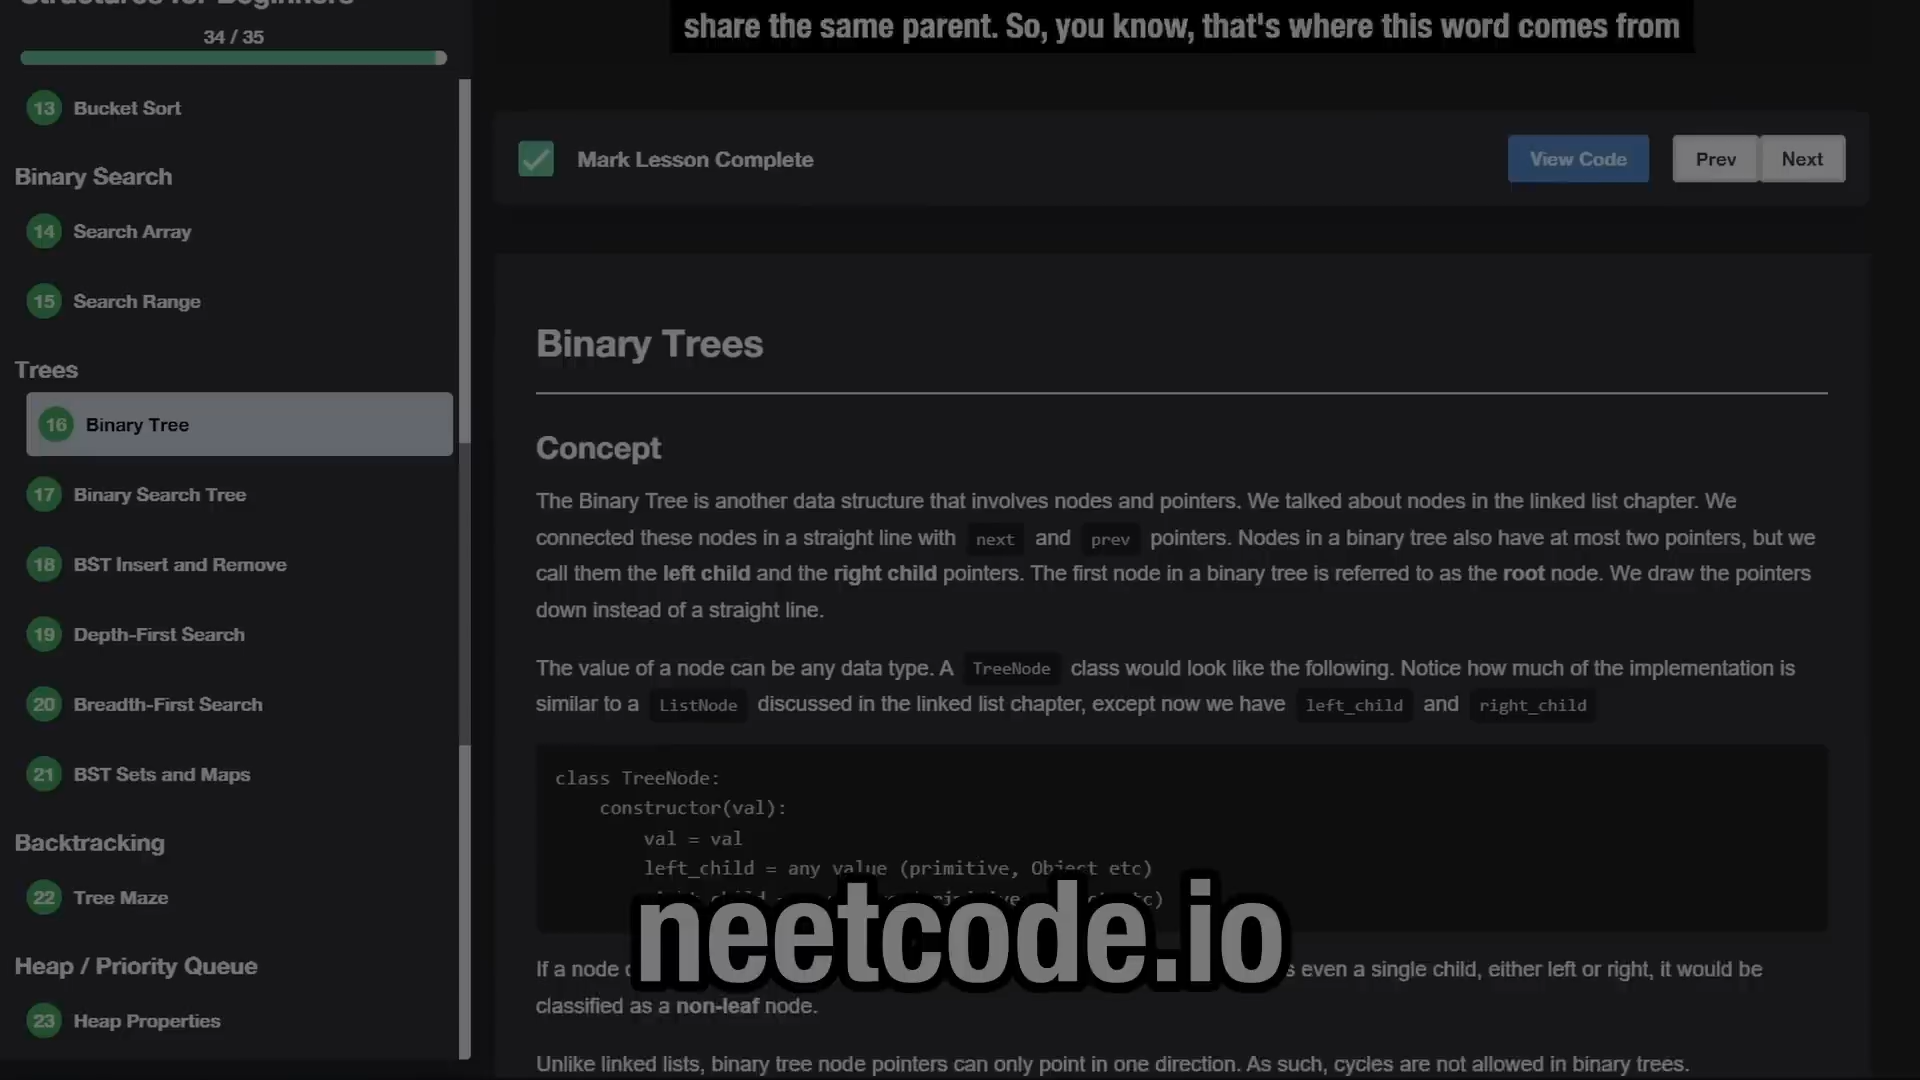 Structures for Beginners
34 / 35
13 Bucket Sort
Binary Search
14 Search Array
15 Search Range
Trees
16 Binary Tree
17 Binary Search Tree
18 BST Insert and Remove
19 Depth-First Search
20 Breadth-First Search
21 BST Sets and Maps
Backtracking
22 Tree Maze
Heap / Priority Queue
23 Heap Properties
share the same parent. So, you know, that's where this word comes from
Mark Lesson Complete
View Code
Prev
Next
Binary Trees
Concept
The Binary Tree is another data structure that involves nodes and pointers. We talked about nodes in the linked list chapter. We
connected these nodes in a straight line with next and prev pointers. Nodes in a binary tree also have at most two pointers, but we
call them the left child and the right child pointers. The first node in a binary tree is referred to as the root node. We draw the pointers
down instead of a straight line.
The value of a node can be any data type. A TreeNode class would look like the following. Notice how much of the implementation is
similar to a ListNode discussed in the linked list chapter, except now we have left_child and right_child
class TreeNode:
constructor(val):
val = val
left_child = any value (primitive, Object etc)
neetcode.io
If a node
even a single child, either left or right, it would be
classified as a non-leaf node.
Unlike linked lists, binary tree node pointers can only point in one direction. As such, cycles are not allowed in binary trees.